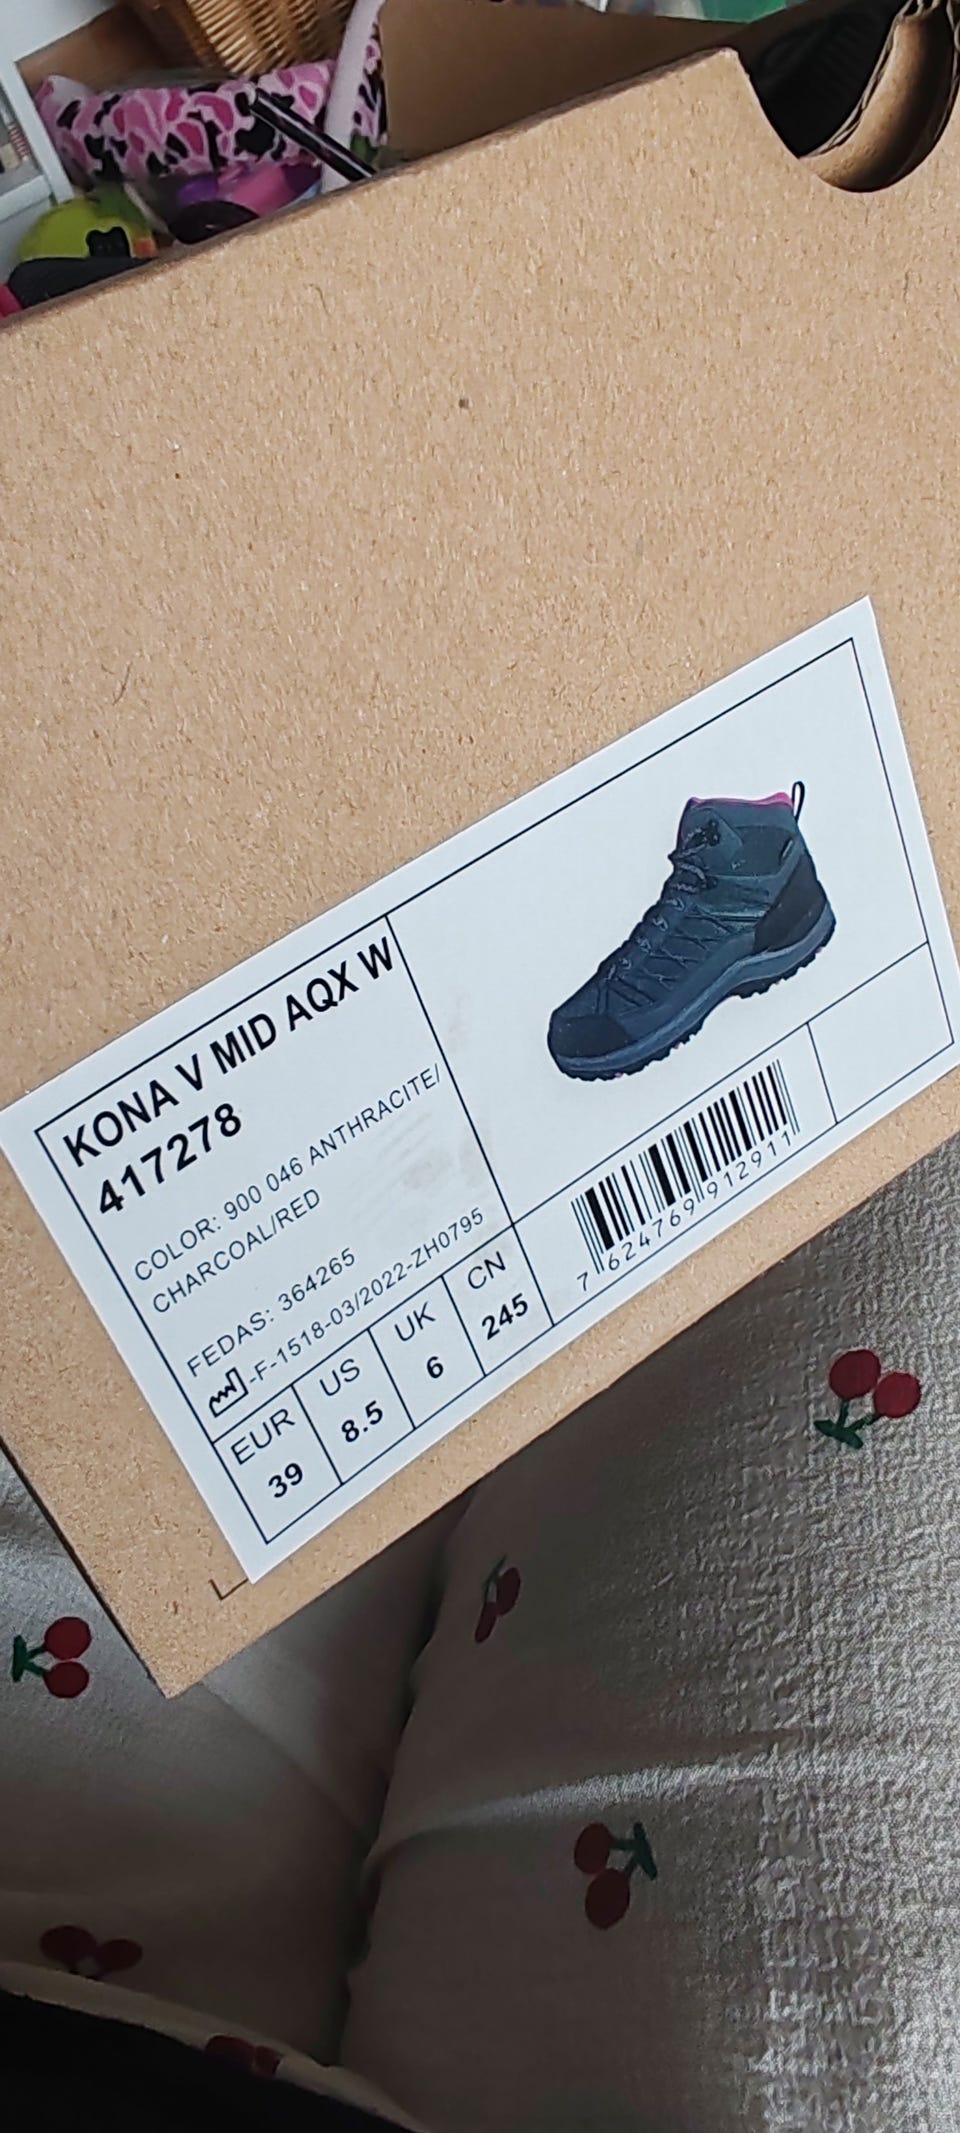 KONA V MID AQX W
417278
COLOR: 900 046 ANTHRACITE/
CHARCOAL/RED
FEDAS: 364265
-F-1518-03/2022-ZH0795
EUR US UK CN
39 8.5 6 245
7 624769 912911